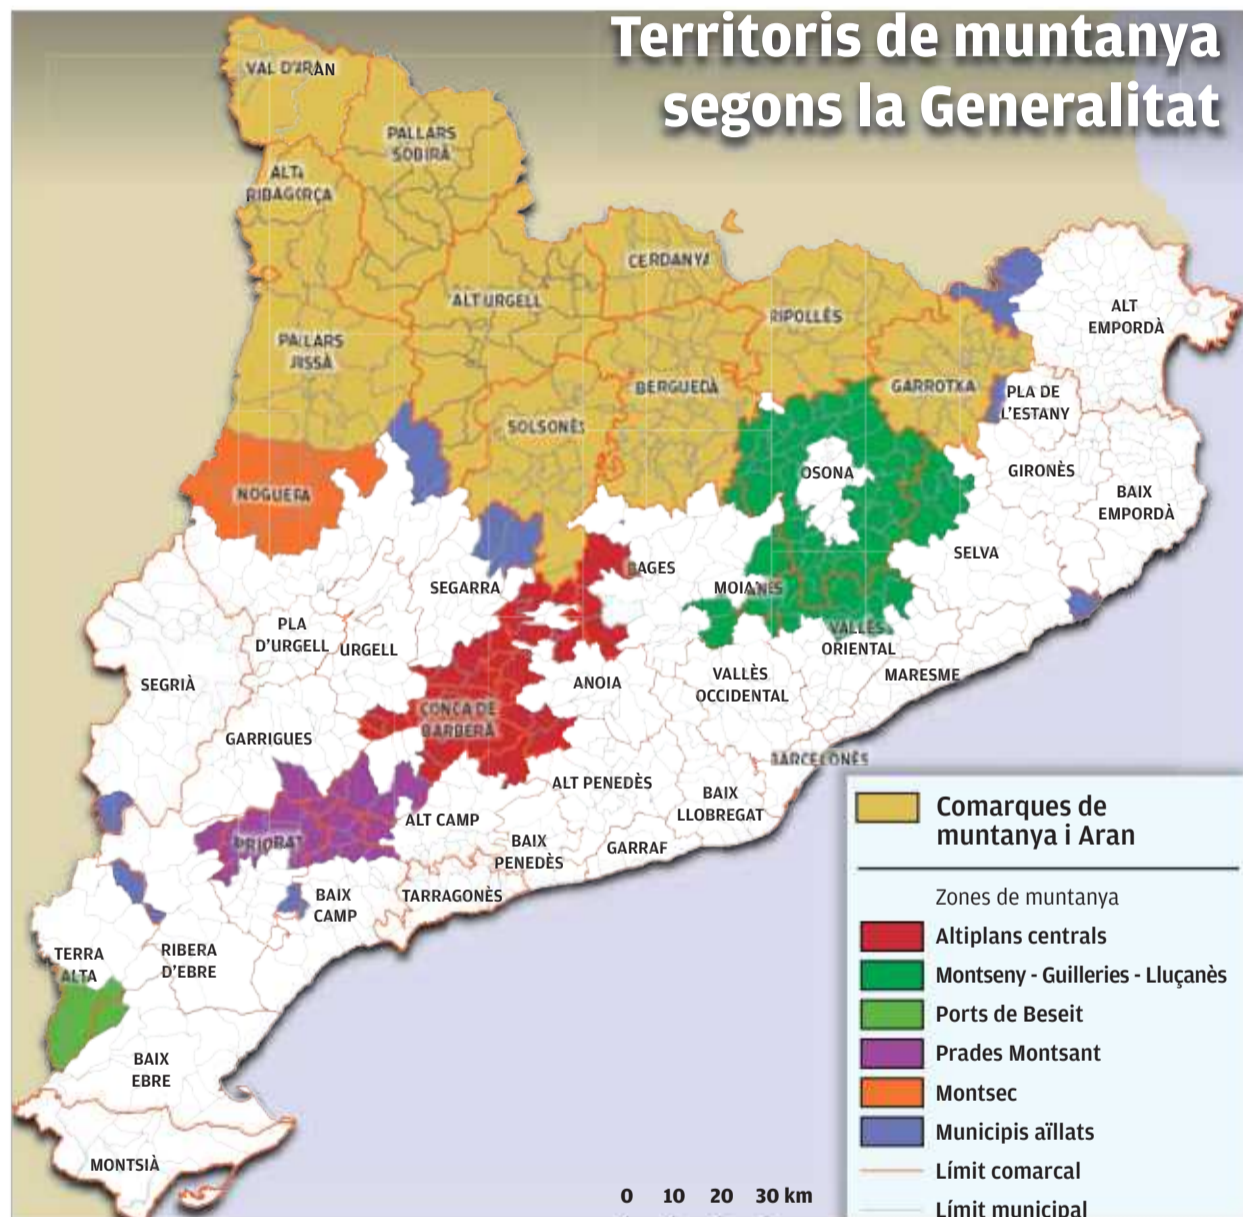 Territoris de muntanya
segons la Generalitat
VAL D'ARAN
PALLARS
SOBIRÀ
ALTA
RIBAGORÇA
CERDANYA
ALT URGELL
RIPOLLÈS
ALT
EMPORDÀ
PALLARS
JUSSÀ
BERGUEDÀ
GARROTXA
PLA DE
L'ESTANY
SOLSONÈS
OSONA
GIRONÈS
NOGUERA
BAIX
EMPORDÀ
SELVA
BAGES
SEGARRA
MOIANÈS
PLA
D'URGELL
URGELL
VALLÈS
ORIENTAL
SEGRIÀ
ANOIA
VALLÈS
OCCIDENTAL
MARESME
CONCA DE
BARBERÀ
GARRIGUES
BARCELONÈS
ALT PENEDÈS
BAIX
LLOBREGAT
ALT CAMP
PRIORAT
BAIX
PENEDÈS
GARRAF
BAIX
CAMP
TARRAGONÈS
TERRA
ALTA
RIBERA
D'EBRE
BAIX
EBRE
MONTSIÀ
0 10 20 30 km
Comarques de
muntanya i Aran
Zones de muntanya
Altiplans centrals
Montseny - Guilleries - Lluçanès
Ports de Beseit
Prades Montsant
Montsec
Municipis aïllats
Límit comarcal
Límit municipal